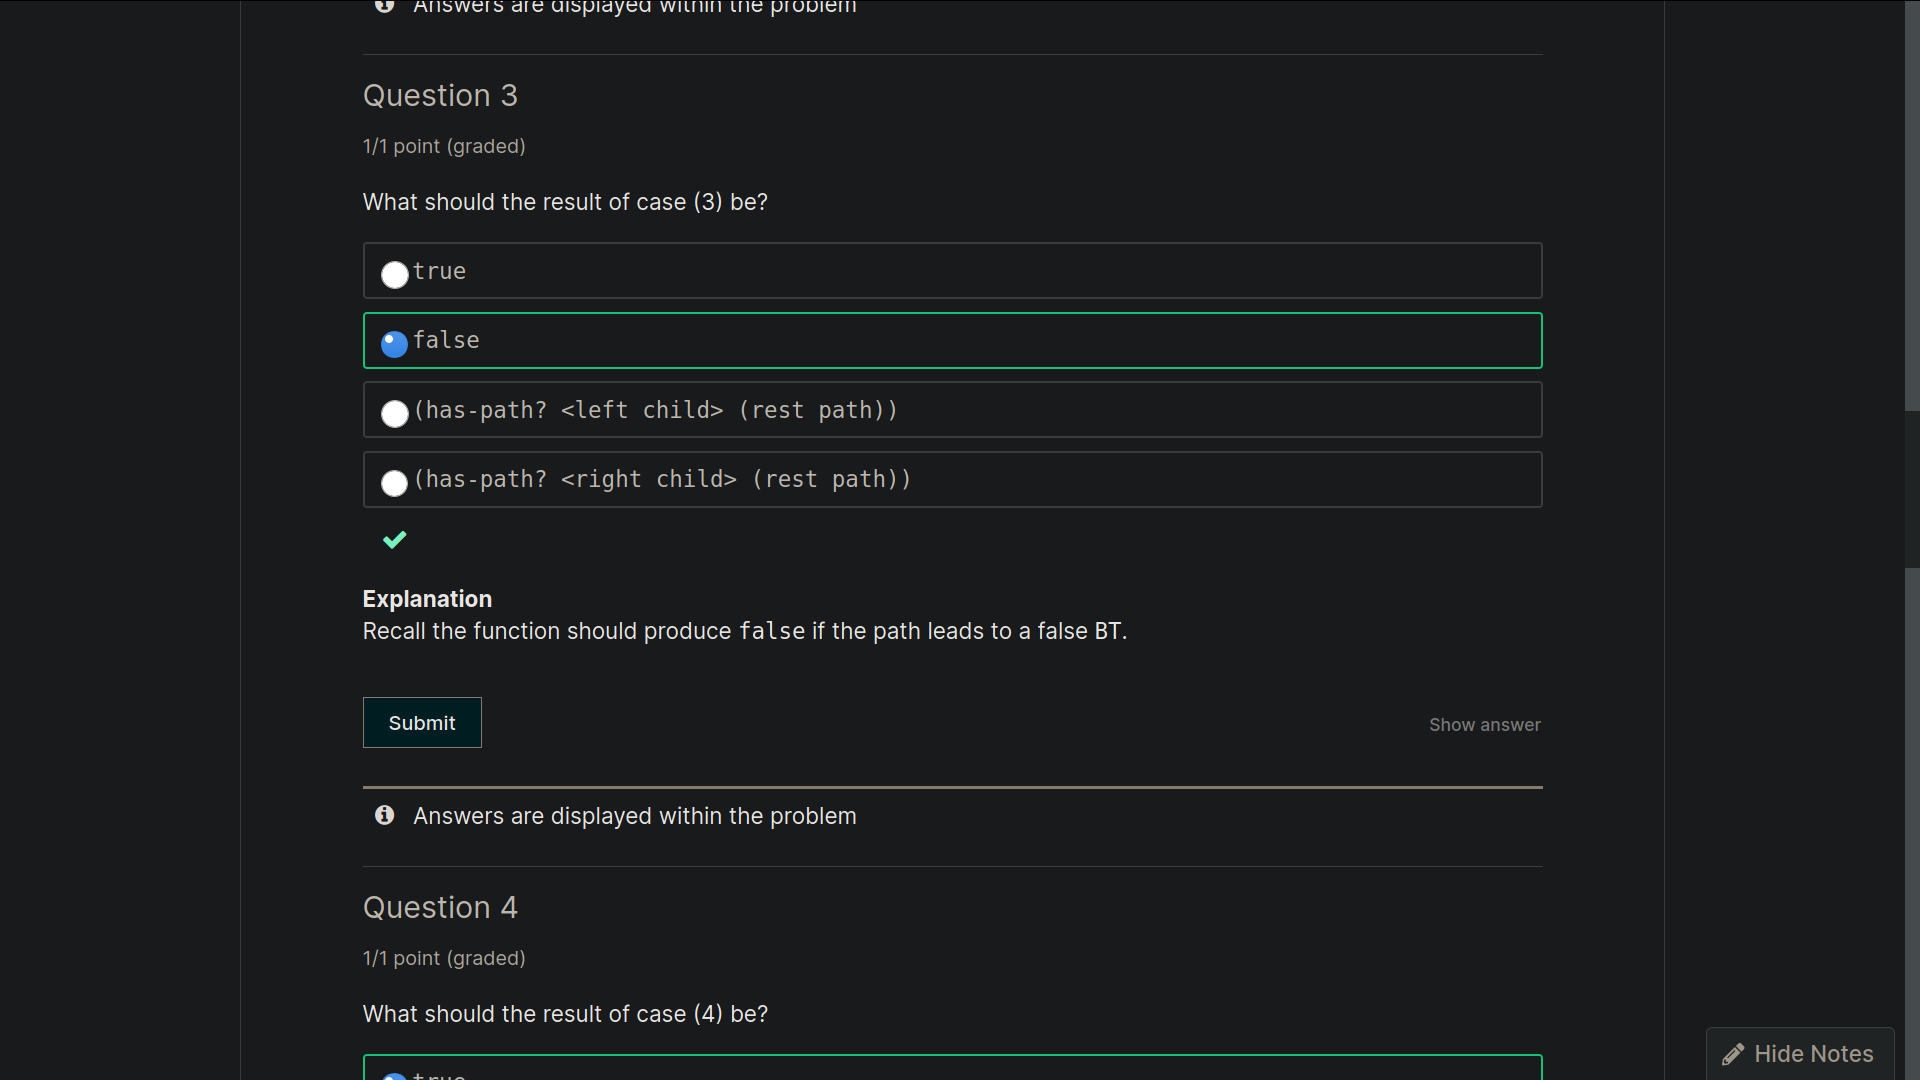 Answers are displayed within the problem
Question 3
1/1 point (graded)
What should the result of case (3) be?
true
false
(has-path? <left child> (rest path))
(has-path? <right child> (rest path))
Explanation
Recall the function should produce false if the path leads to a false BT.
Submit
Show answer
Answers are displayed within the problem
Question 4
1/1 point (graded)
What should the result of case (4) be?
true
Hide Notes